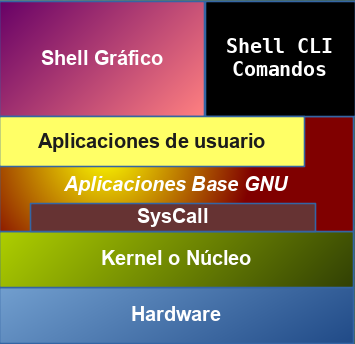 Shell Gráfico
Shell CLI
Comandos
Aplicaciones de usuario
Aplicaciones Base GNU
SysCall
Kernel o Núcleo
Hardware